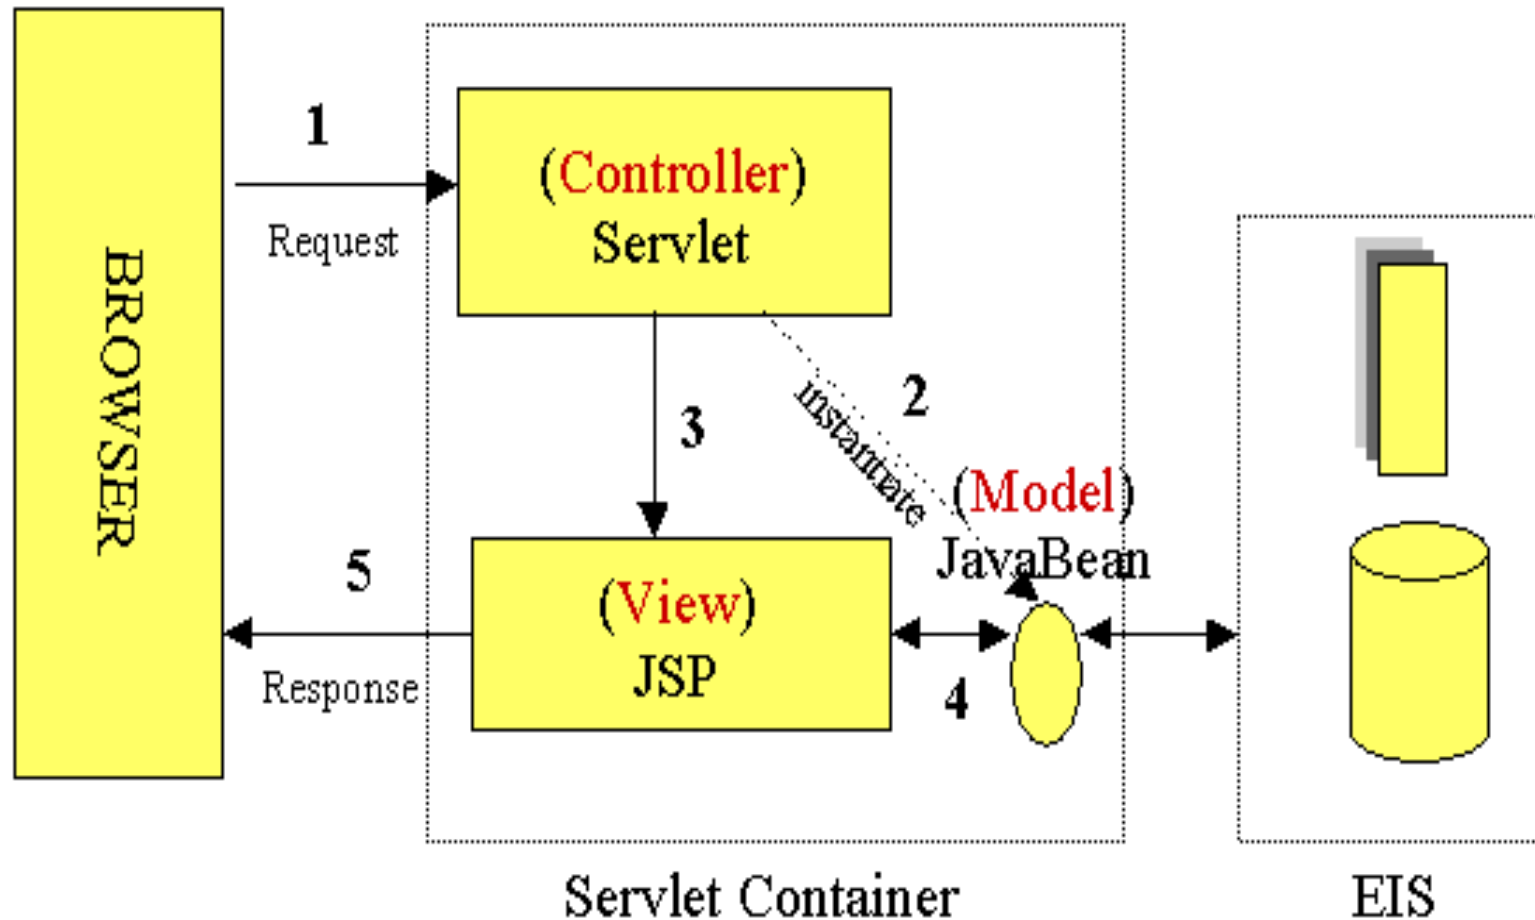 BROWSER
1
Request
(Controller)
Servlet
2
instantiate
3
(Model)
JavaBean
(View)
JSP
4
5
Response
Servlet Container
EIS